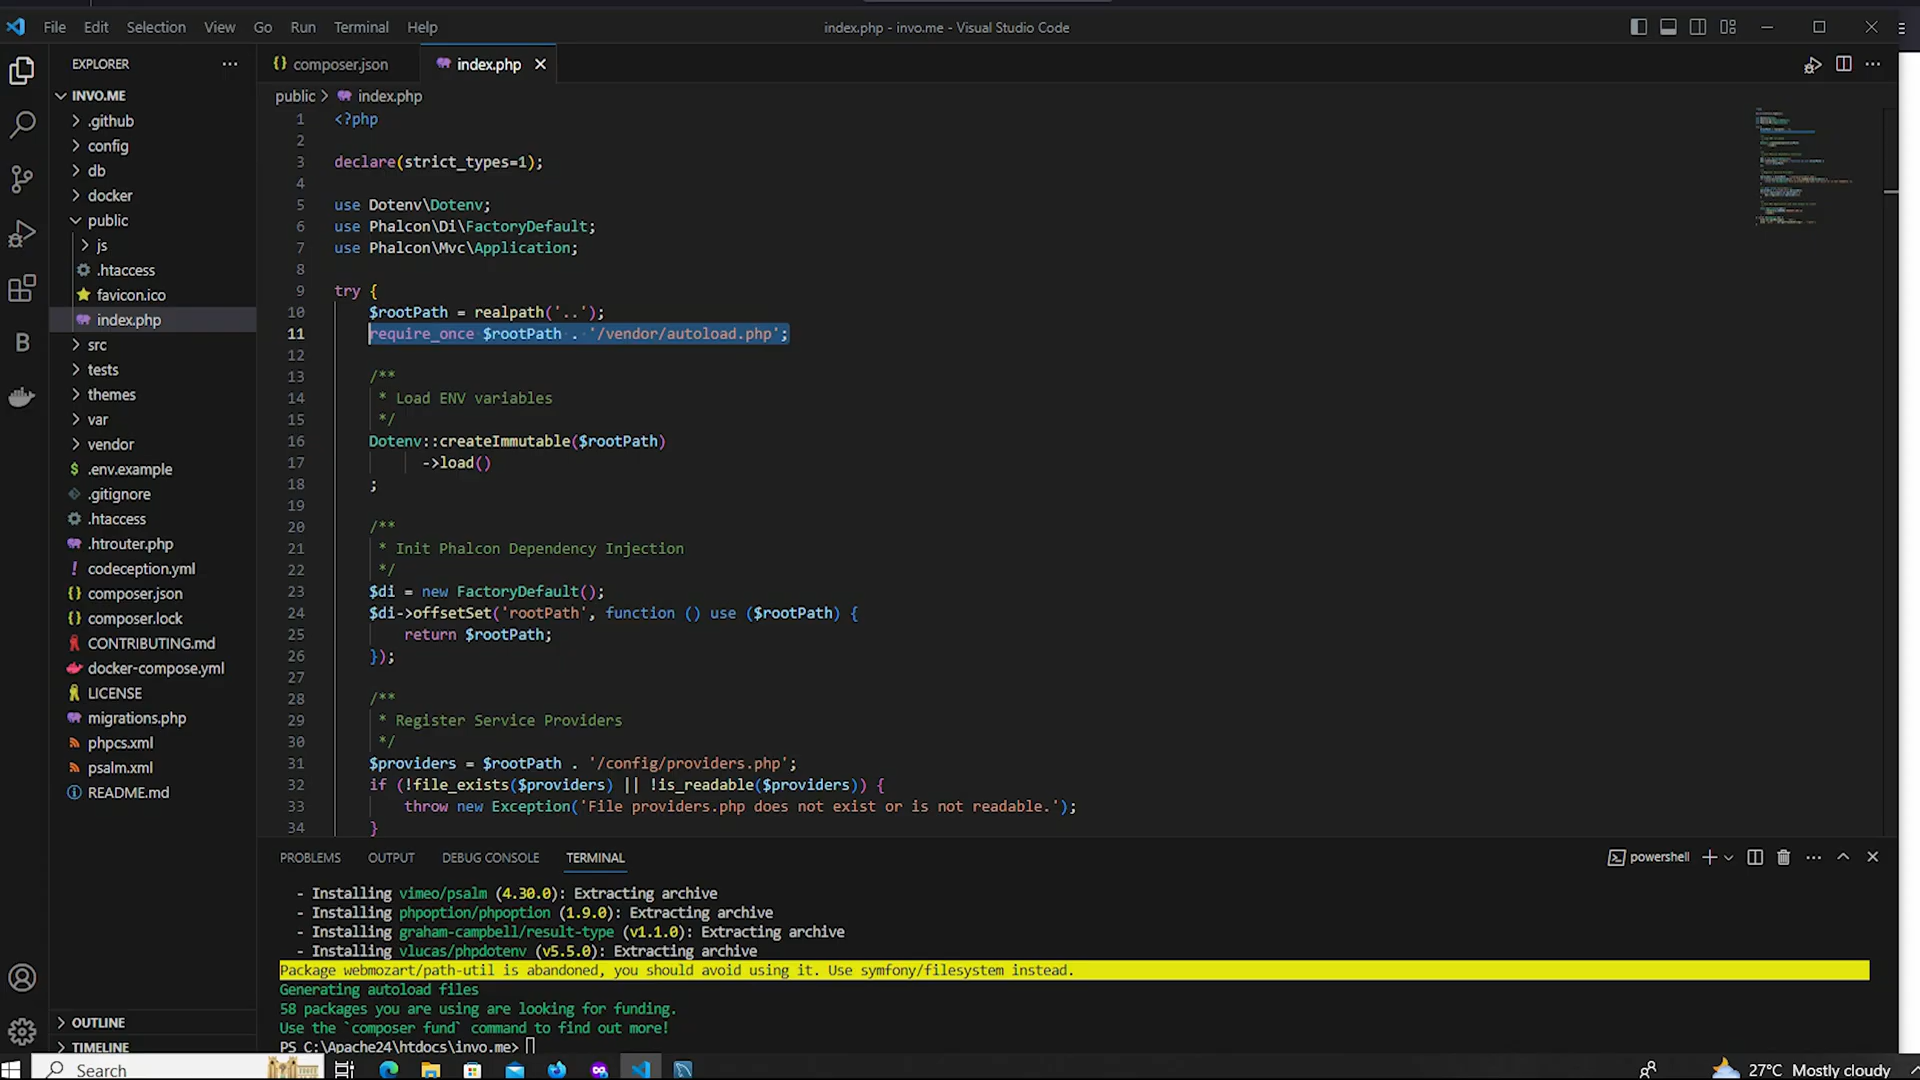 File Edit Selection View Go Run Terminal Help
index.php - invo.me - Visual Studio Code
EXPLORER
composer.json
index.php
INVO.ME
.github
config
db
docker
public
js
.htaccess
favicon.ico
index.php
src
tests
themes
var
vendor
.env.example
.gitignore
.htaccess
.htrouter.php
codeception.yml
composer.json
composer.lock
CONTRIBUTING.md
docker-compose.yml
LICENSE
migrations.php
phpcs.xml
psalm.xml
README.md
OUTLINE
TIMELINE
public > index.php
1 <?php
2
3 declare(strict_types=1);
4
5 use Dotenv\Dotenv;
6 use Phalcon\Di\FactoryDefault;
7 use Phalcon\Mvc\Application;
8
9 try {
10 $rootPath = realpath('..');
11 require_once $rootPath . '/vendor/autoload.php';
12
13 /**
14 * Load ENV variables
15 */
16 Dotenv::createImmutable($rootPath)
17 ->load()
18 ;
19
20 /**
21 * Init Phalcon Dependency Injection
22 */
23 $di = new FactoryDefault();
24 $di->offsetSet('rootPath', function () use ($rootPath) {
25 return $rootPath;
26 });
27
28 /**
29 * Register Service Providers
30 */
31 $providers = $rootPath . '/config/providers.php';
32 if (!file_exists($providers) || !is_readable($providers)) {
33 throw new Exception('File providers.php does not exist or is not readable.');
34 }
PROBLEMS OUTPUT DEBUG CONSOLE TERMINAL
powershell
- Installing vimeo/psalm (4.30.0): Extracting archive
- Installing phpoption/phpoption (1.9.0): Extracting archive
- Installing graham-campbell/result-type (v1.1.0): Extracting archive
- Installing vlucas/phpdotenv (v5.5.0): Extracting archive
Package webmozart/path-util is abandoned, you should avoid using it. Use symfony/filesystem instead.
Generating autoload files
58 packages you are using are looking for funding.
Use the `composer fund` command to find out more!
PS C:\Apache24\htdocs\invo.me>
Search
27°C Mostly cloudy